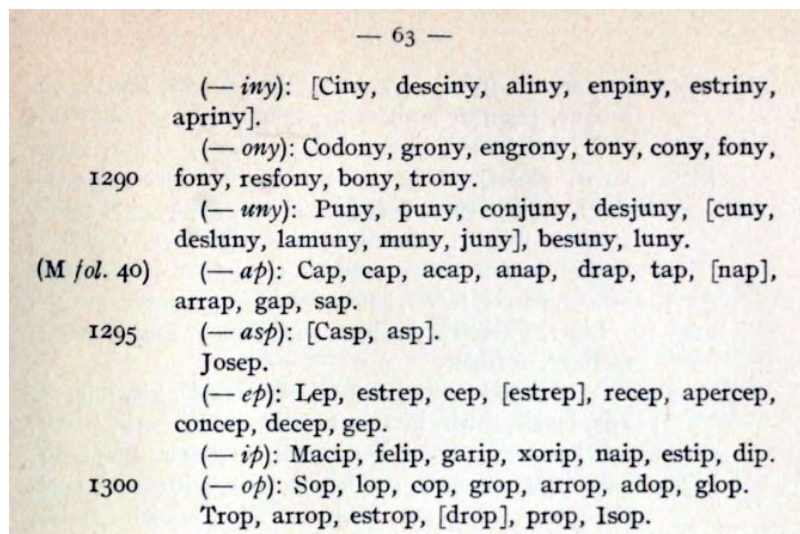 — 63 —
(— iny): [Ciny, desciny, aliny, enpiny, estriny,
apriny].
(— ony): Codony, grony, engrony, tony, cony, fony,
1290 fony, resfony, bony, trony.
(— uny): Puny, puny, conjuny, desjuny, [cuny,
desluny, lamuny, muny, juny], besuny, luny.
(M fol. 40) (— ap): Cap, cap, acap, anap, drap, tap, [nap],
arrap, gap, sap.
1295 (— asp): [Casp, asp].
Josep.
(— ep): Lep, estrep, cep, [estrep], recep, apercep,
concep, decep, gep.
(— ip): Macip, felip, garip, xorip, naip, estip, dip.
1300 (— op): Sop, lop, cop, grop, arrop, adop, glop.
Trop, arrop, estrop, [drop], prop, Isop.